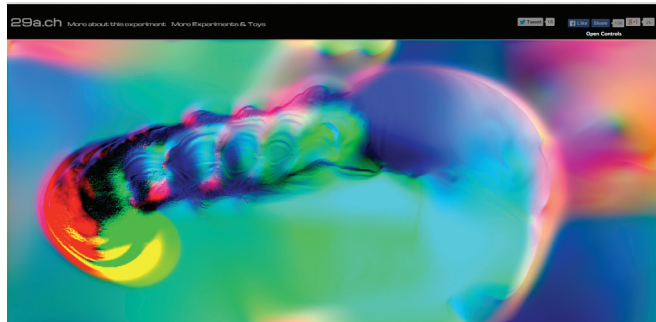 29a.ch More about this experiment More Experiments & Toys
Tweet
Like Share
Open Controls